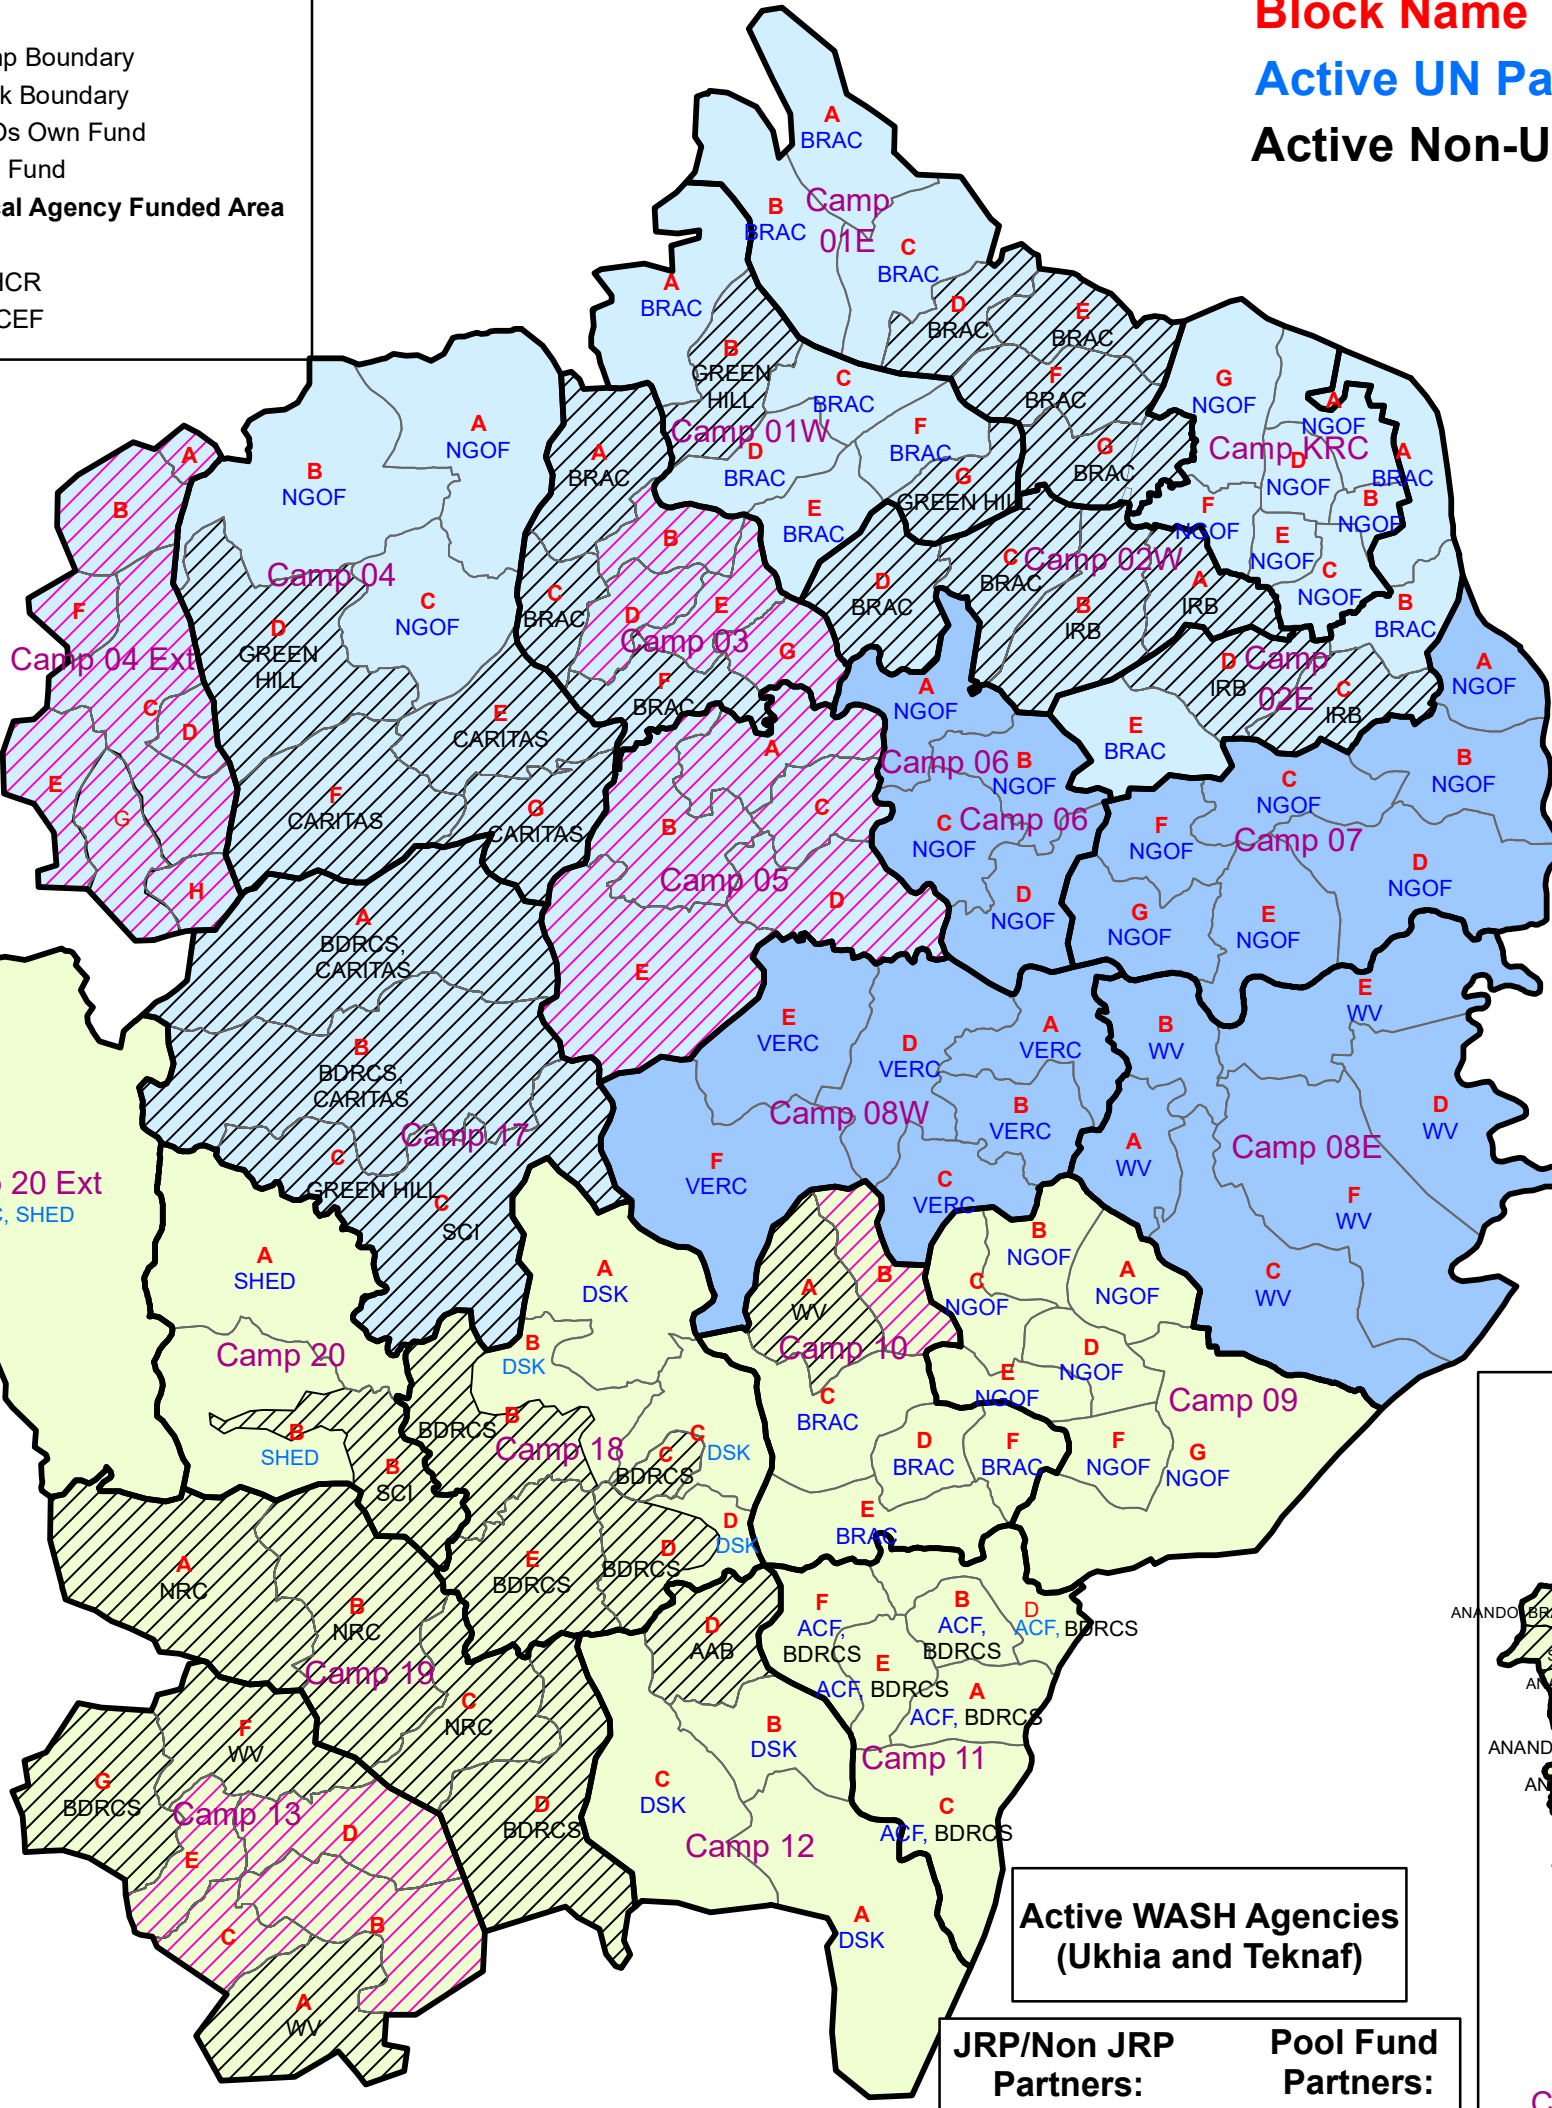 Block Name
Active UN Pa
Active Non-U
p Boundary
k Boundary
Os Own Fund
Fund
al Agency Funded Area
HCR
CEF
A
BRAC
B
BRAC
Camp
01E
C
BRAC
D
BRAC
E
BRAC
F
BRAC
G
BRAC
A
BRAC
B
GREEN
HILL
C
BRAC
Camp 01W
D
BRAC
F
BRAC
G
GREEN HILL
E
BRAC
G
NGOF
A
NGOF
Camp KRC
D
NGOF
A
BRAC
B
NGOF
F
NGOF
E
NGOF
C
NGOF
B
BRAC
A
NGOF
B
NGOF
Camp 04
C
NGOF
D
GREEN
HILL
E
CARITAS
F
CARITAS
G
CARITAS
A
B
F
Camp 04 Ext
C
D
E
G
H
A
BRAC
B
C
BRAC
D
E
Camp 03
G
F
BRAC
D
BRAC
C
BRAC
Camp 02W
B
IRB
A
IRB
D
IRB
Camp
02E
C
IRB
E
BRAC
A
NGOF
Camp 06
B
NGOF
C
NGOF
Camp 06
D
NGOF
A
NGOF
B
NGOF
C
NGOF
F
NGOF
Camp 07
D
NGOF
G
NGOF
E
NGOF
A
B
C
Camp 05
D
E
A
BDRCS,
CARITAS
B
BDRCS,
CARITAS
Camp 17
C
GREEN HILL
C
SCI
E
VERC
D
VERC
A
VERC
Camp 08W
B
VERC
F
VERC
C
VERC
E
WV
B
WV
D
WV
A
WV
Camp 08E
F
WV
C
WV
20 Ext
, SHED
A
SHED
Camp 20
B
SHED
B
SCI
A
DSK
B
DSK
B
BDRCS
Camp 18
C
DSK
C
BDRCS
D
DSK
D
BDRCS
E
BDRCS
A
WV
B
Camp 10
C
BRAC
D
BRAC
F
BRAC
E
BRAC
B
NGOF
A
NGOF
C
NGOF
D
NGOF
E
NGOF
Camp 09
F
NGOF
G
NGOF
A
NRC
B
NRC
Camp 19
C
NRC
D
BDRCS
D
AAB
B
DSK
C
DSK
Camp 12
A
DSK
F
ACF,
BDRCS
B
ACF,
BDRCS
D
ACF, BDRCS
E
ACF, BDRCS
A
ACF, BDRCS
Camp 11
C
ACF, BDRCS
F
WV
G
BDRCS
Camp 13
D
E
C
B
A
WV
ANANDO
BRA
AN
ANAND
AN
Active WASH Agencies
(Ukhia and Teknaf)
JRP/Non JRP
Partners:
Pool Fund
Partners:
C